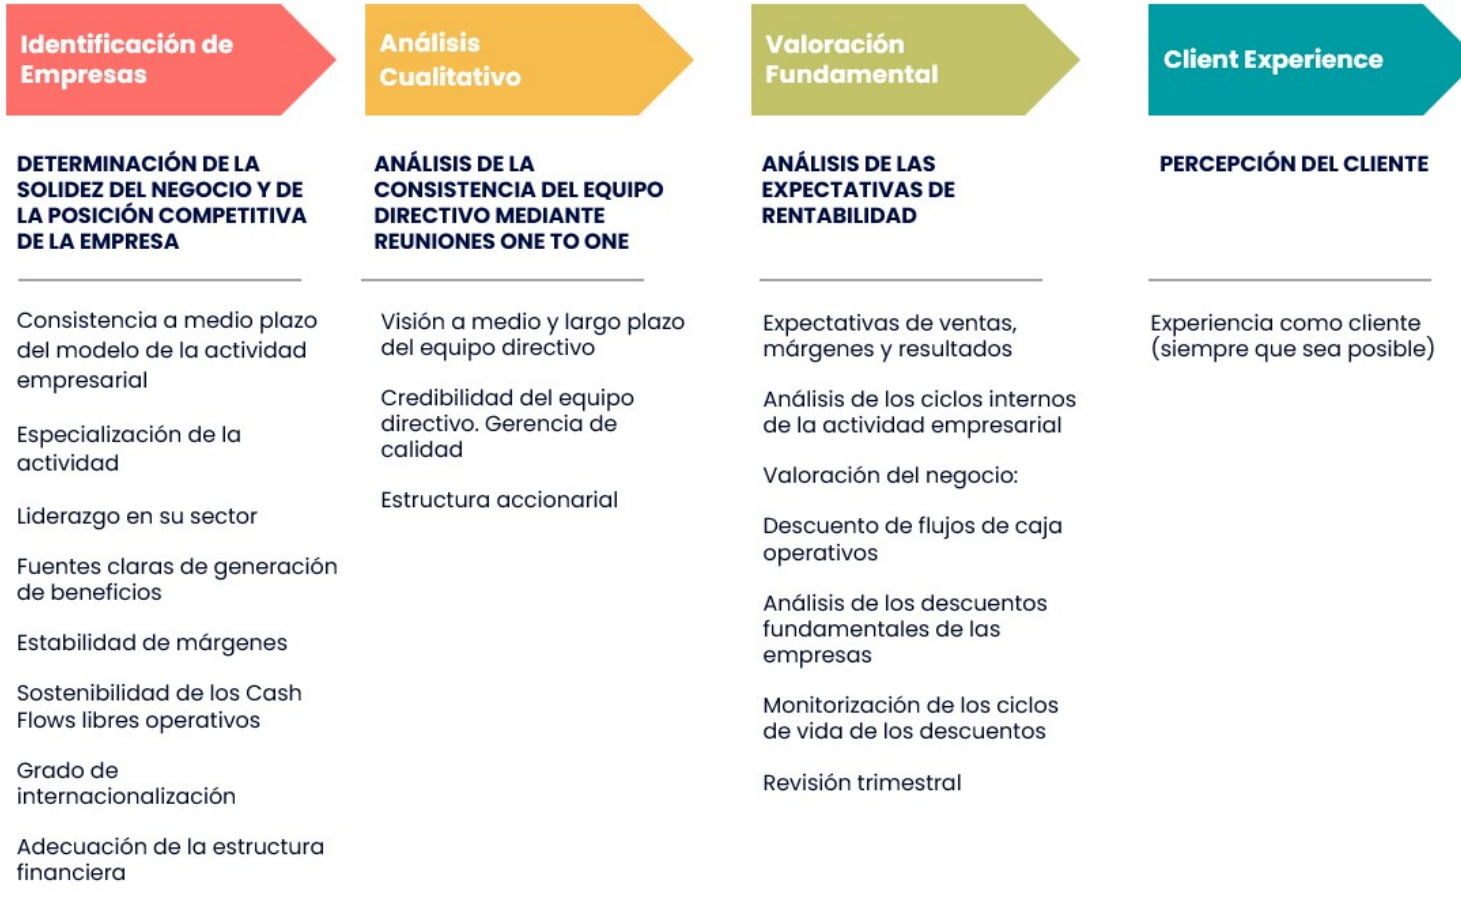 Identificación de
Empresas
DETERMINACIÓN DE LA
SOLIDEZ DEL NEGOCIO Y DE
LA POSICIÓN COMPETITIVA
DE LA EMPRESA
Consistencia a medio plazo
del modelo de la actividad
empresarial
Especialización de la
actividad
Liderazgo en su sector
Fuentes claras de generación
de beneficios
Estabilidad de márgenes
Sostenibilidad de los Cash
Flows libres operativos
Grado de
internacionalización
Adecuación de la estructura
financiera
Análisis
Cualitativo
ANÁLISIS DE LA
CONSISTENCIA DEL EQUIPO
DIRECTIVO MEDIANTE
REUNIONES ONE TO ONE
Visión a medio y largo plazo
del equipo directivo
Credibilidad del equipo
directivo. Gerencia de
calidad
Estructura accionarial
Valoración
Fundamental
ANÁLISIS DE LAS
EXPECTATIVAS DE
RENTABILIDAD
Expectativas de ventas,
márgenes y resultados
Análisis de los ciclos internos
de la actividad empresarial
Valoración del negocio:
Descuento de flujos de caja
operativos
Análisis de los descuentos
fundamentales de las
empresas
Monitorización de los ciclos
de vida de los descuentos
Revisión trimestral
Client Experience
PERCEPCIÓN DEL CLIENTE
Experiencia como cliente
(siempre que sea posible)